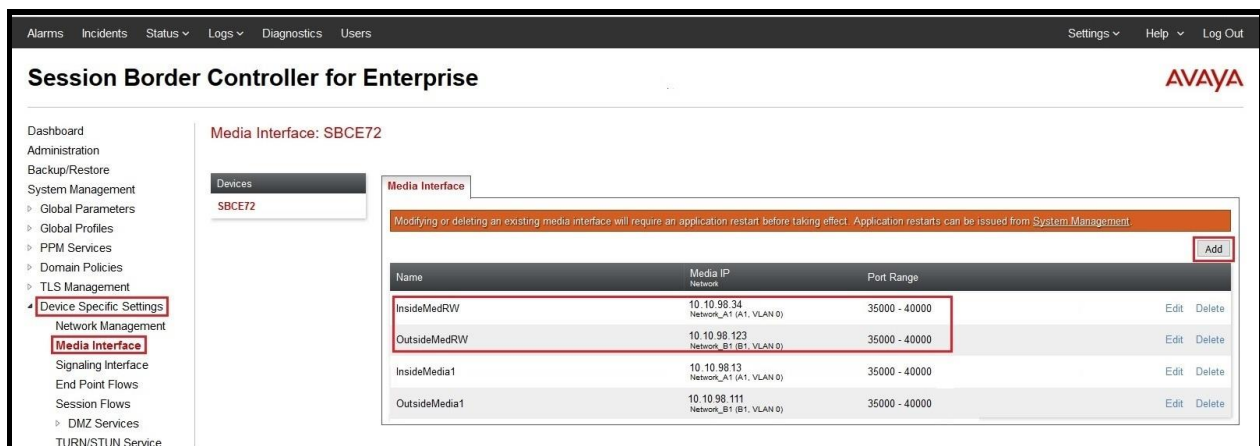 Alarms Incidents Status Logs Diagnostics Users Settings Help Log Out
Session Border Controller for Enterprise
AVAYA
Dashboard
Administration
Backup/Restore
System Management
Global Parameters
Global Profiles
PPM Services
Domain Policies
TLS Management
Device Specific Settings
Network Management
Media Interface
Signaling Interface
End Point Flows
Session Flows
DMZ Services
TURN/STUN Service
Media Interface: SBCE72
Devices
SBCE72
Media Interface
Modifying or deleting an existing media interface will require an application restart before taking effect. Application restarts can be issued from System Management.
Add
Name Media IP Port Range
Network
InsideMedRW 10.10.98.34 35000 - 40000 Edit Delete
Network_A1 (A1, VLAN 0)
OutsideMedRW 10.10.98.123 35000 - 40000 Edit Delete
Network_B1 (B1, VLAN 0)
InsideMedia1 10.10.98.13 35000 - 40000 Edit Delete
Network_A1 (A1, VLAN 0)
OutsideMedia1 10.10.98.111 35000 - 40000 Edit Delete
Network_B1 (B1, VLAN 0)